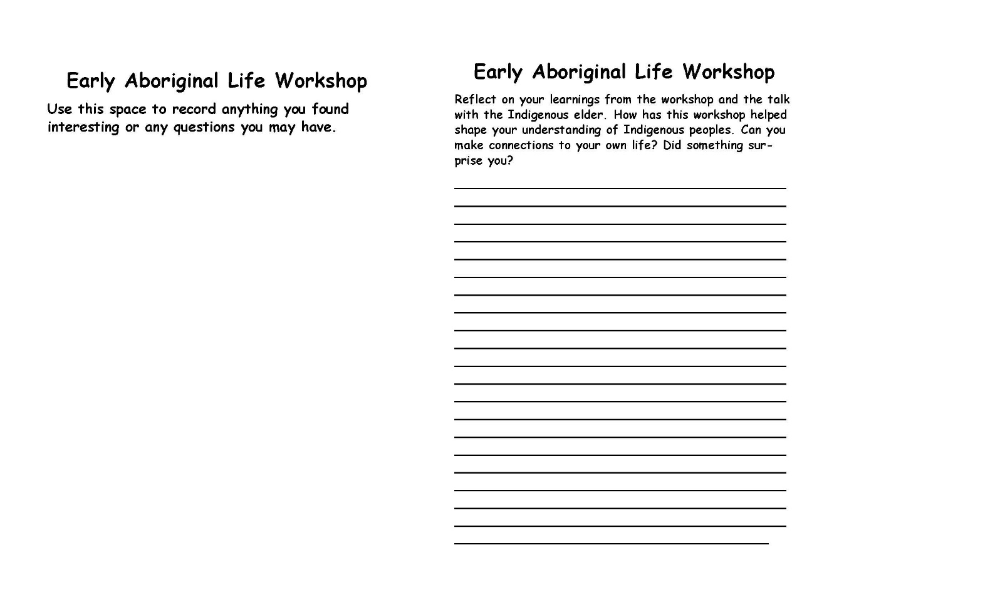 Early Aboriginal Life Workshop
Use this space to record anything you found
interesting or any questions you may have.
Early Aboriginal Life Workshop
Reflect on your learnings from the workshop and the talk
with the Indigenous elder. How has this workshop helped
shape your understanding of Indigenous peoples. Can you
make connections to your own life? Did something sur-
prise you?